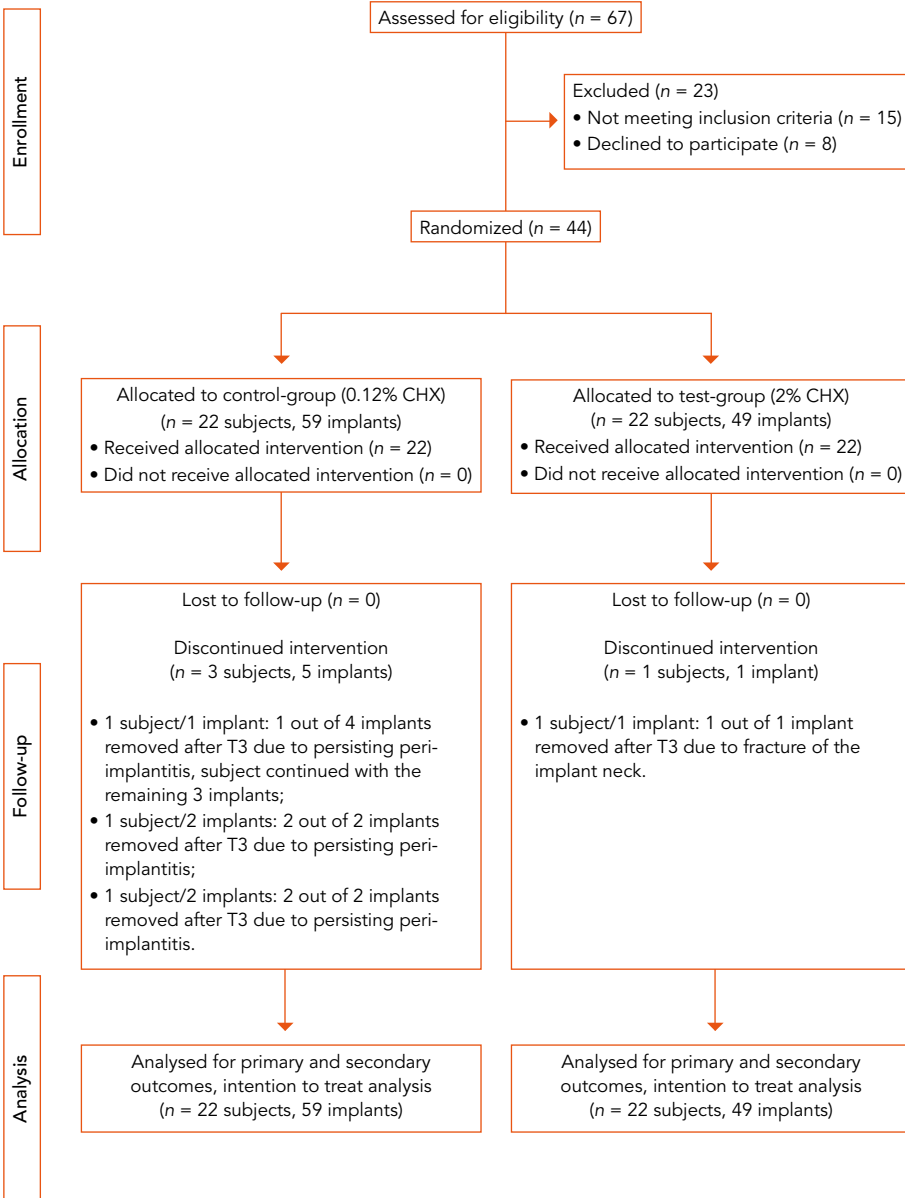 Enrollment
Assessed for eligibility (n = 67)
Excluded (n = 23)
• Not meeting inclusion criteria (n = 15)
• Declined to participate (n = 8)
Randomized (n = 44)
Allocation
Allocated to control-group (0.12% CHX)
(n = 22 subjects, 59 implants)
• Received allocated intervention (n = 22)
• Did not receive allocated intervention (n = 0)
Allocated to test-group (2% CHX)
(n = 22 subjects, 49 implants)
• Received allocated intervention (n = 22)
• Did not receive allocated intervention (n = 0)
Follow-up
Lost to follow-up (n = 0)
Discontinued intervention
(n = 3 subjects, 5 implants)
• 1 subject/1 implant: 1 out of 4 implants
removed after T3 due to persisting peri-
implantitis, subject continued with the
remaining 3 implants;
• 1 subject/2 implants: 2 out of 2 implants
removed after T3 due to persisting peri-
implantitis;
• 1 subject/2 implants: 2 out of 2 implants
removed after T3 due to persisting peri-
implantitis.
Lost to follow-up (n = 0)
Discontinued intervention
(n = 1 subjects, 1 implant)
• 1 subject/1 implant: 1 out of 1 implant
removed after T3 due to fracture of the
implant neck.
Analysis
Analysed for primary and secondary
outcomes, intention to treat analysis
(n = 22 subjects, 59 implants)
Analysed for primary and secondary
outcomes, intention to treat analysis
(n = 22 subjects, 49 implants)